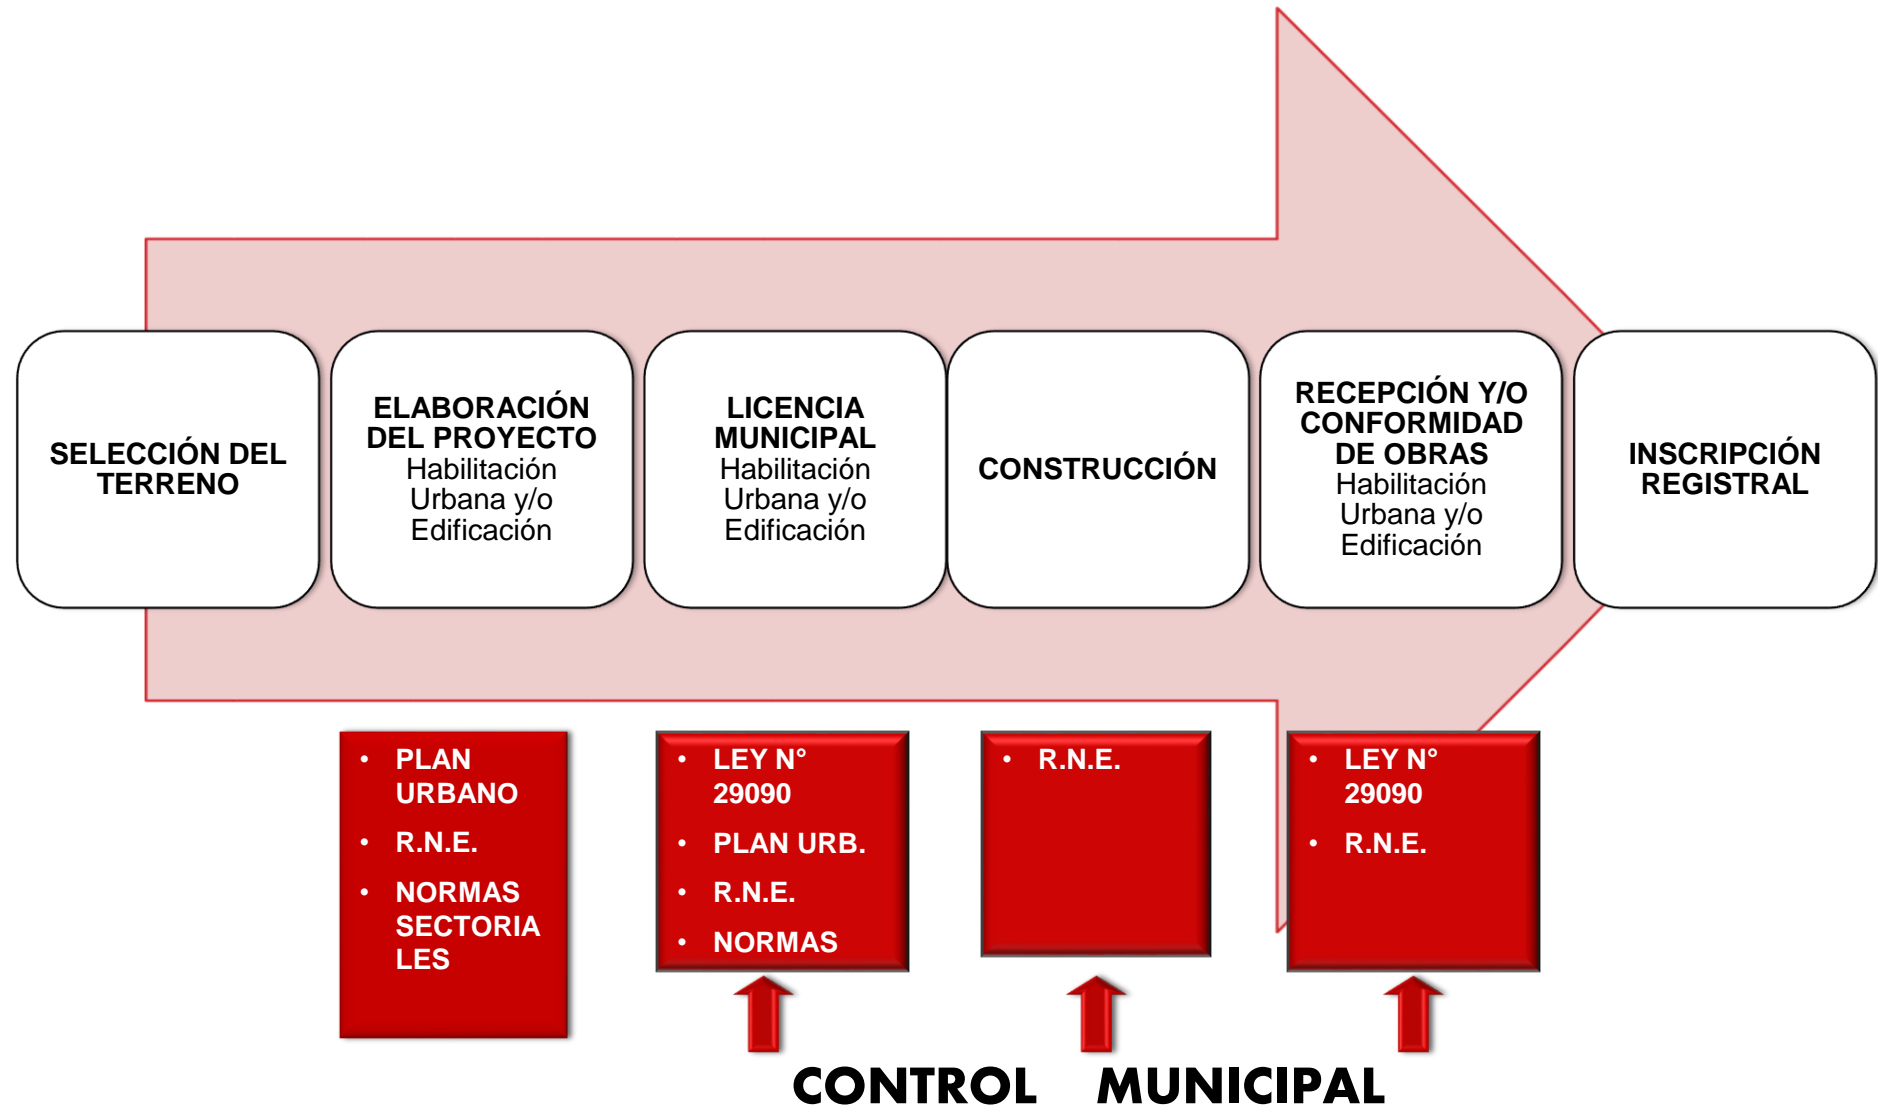 SELECCIÓN DEL
TERRENO
ELABORACIÓN
DEL PROYECTO
Habilitación
Urbana y/o
Edificación
LICENCIA
MUNICIPAL
Habilitación
Urbana y/o
Edificación
CONSTRUCCIÓN
RECEPCIÓN Y/O
CONFORMIDAD
DE OBRAS
Habilitación
Urbana y/o
Edificación
INSCRIPCIÓN
REGISTRAL
• PLAN
URBANO
• R.N.E.
• NORMAS
SECTORIA
LES
• LEY N°
29090
• PLAN URB.
• R.N.E.
• NORMAS
• R.N.E.
• LEY N°
29090
• R.N.E.
CONTROL MUNICIPAL